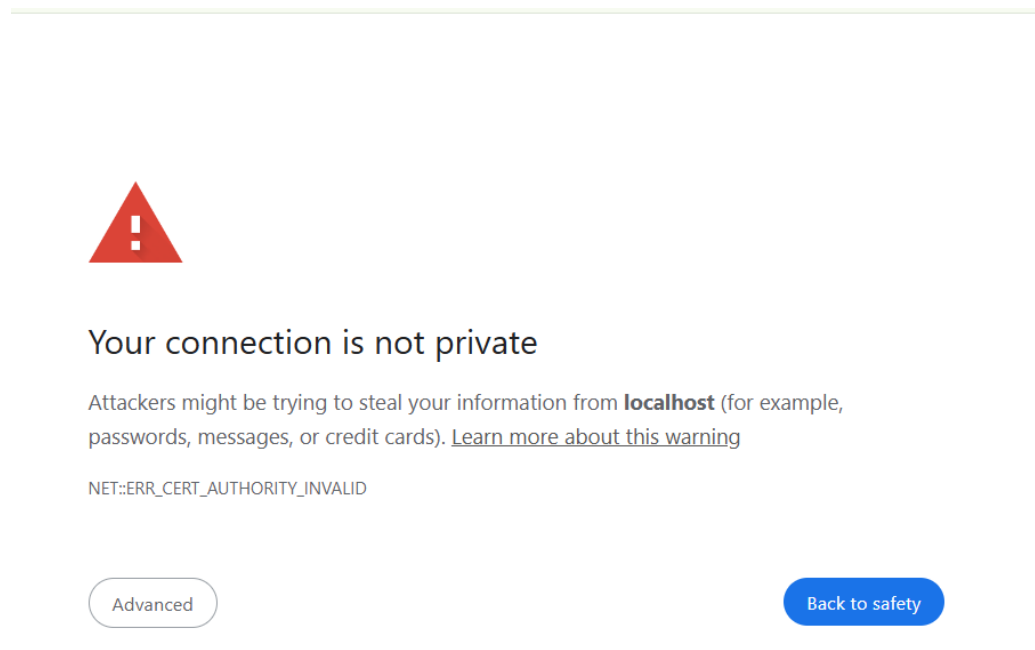 Your connection is not private
Attackers might be trying to steal your information from localhost (for example,
passwords, messages, or credit cards). Learn more about this warning
NET::ERR_CERT_AUTHORITY_INVALID
Advanced
Back to safety